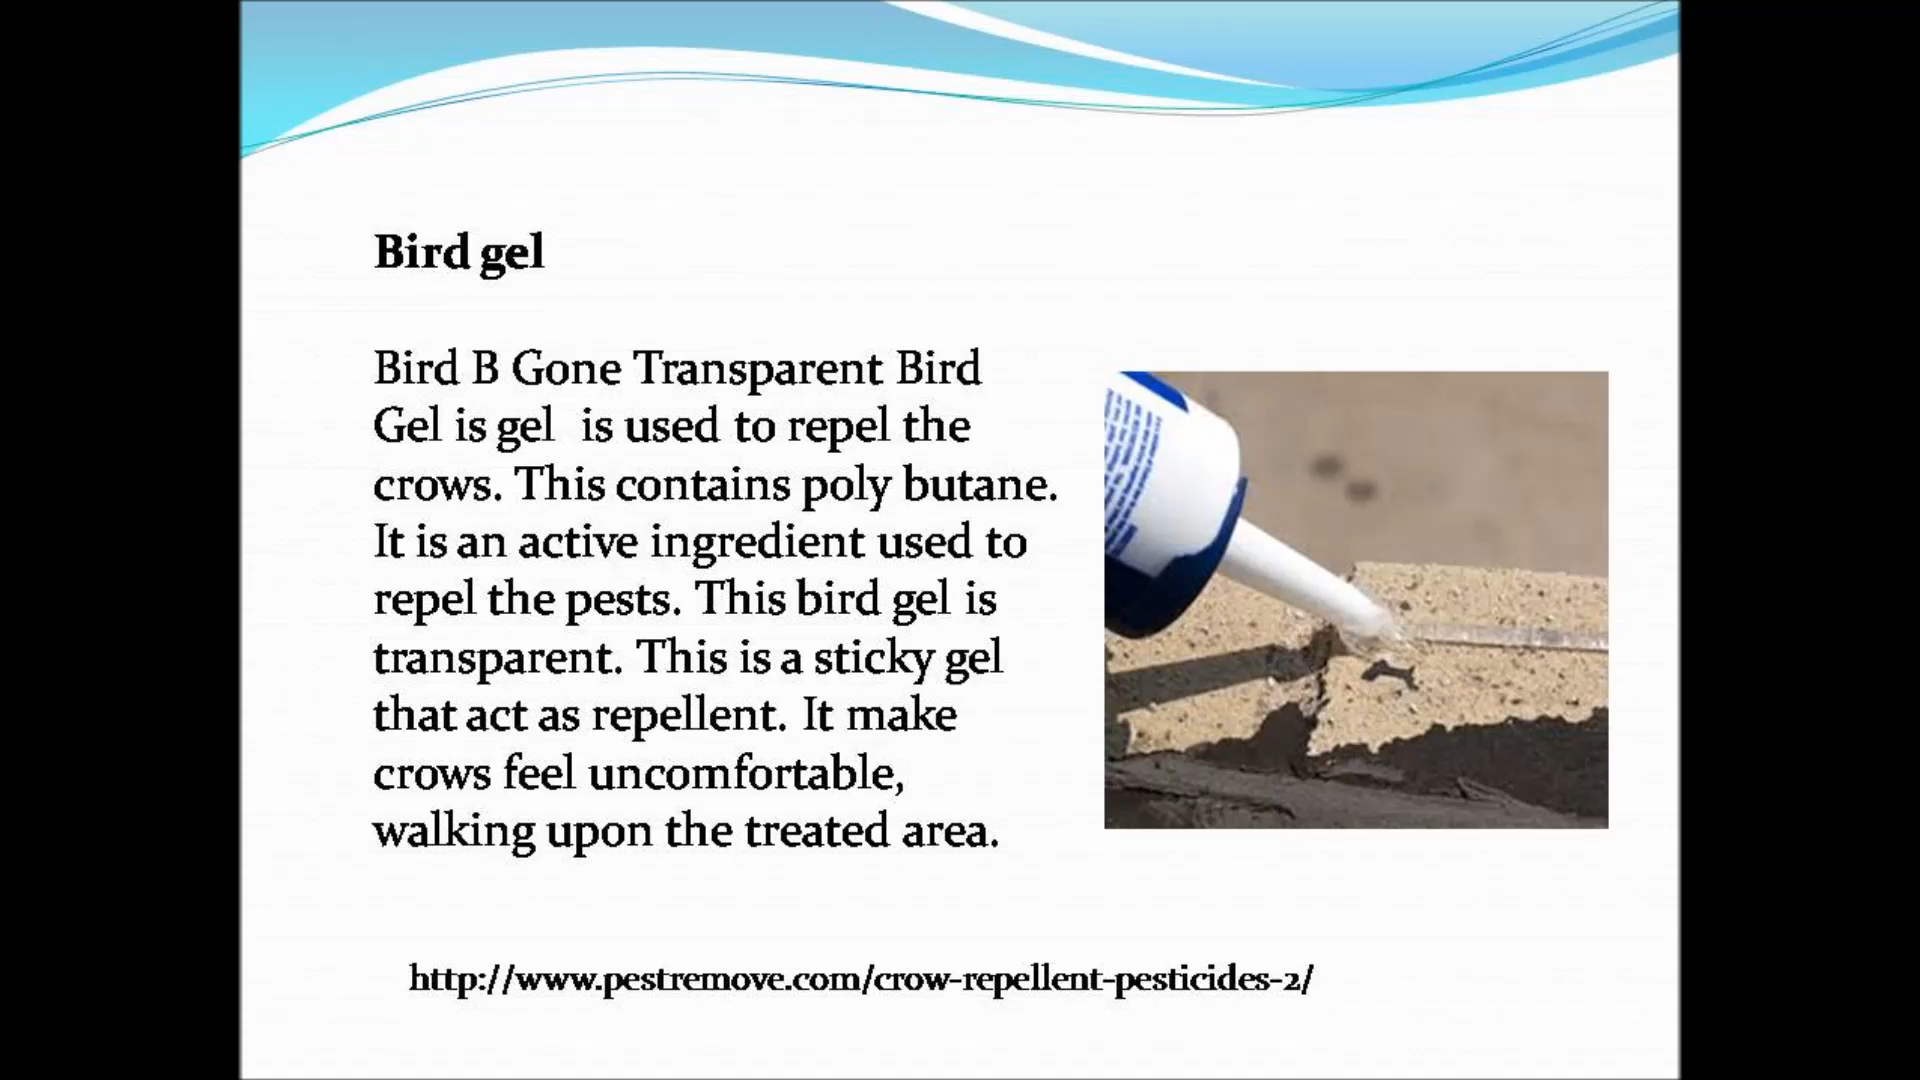 Bird gel
Bird B Gone Transparent Bird
Gel is gel  is used to repel the
crows. This contains poly butane.
It is an active ingredient used to
repel the pests. This bird gel is
transparent. This is a sticky gel
that act as repellent. It make
crows feel uncomfortable,
walking upon the treated area.
http://www.pestremove.com/crow-repellent-pesticides-2/